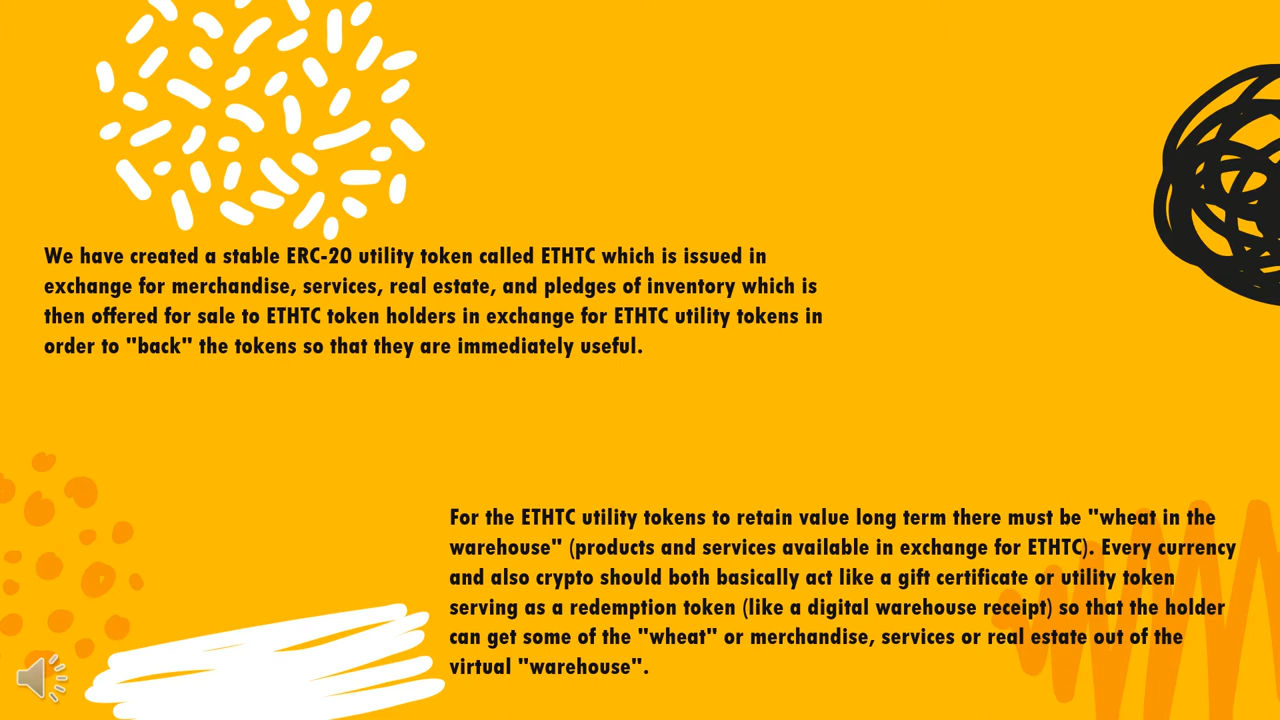 We have created a stable ERC-20 utility token called ETHTC which is issued in
exchange for merchandise, services, real estate, and pledges of inventory which is
then offered for sale to ETHTC token holders in exchange for ETHTC utility tokens in
order to "back" the tokens so that they are immediately useful.
For the ETHTC utility tokens to retain value long term there must be "wheat in the
warehouse" (products and services available in exchange for ETHTC). Every currency
and also crypto should both basically act like a gift certificate or utility token
serving as a redemption token (like a digital warehouse receipt) so that the holder
can get some of the "wheat" or merchandise, services or real estate out of the
virtual "warehouse".